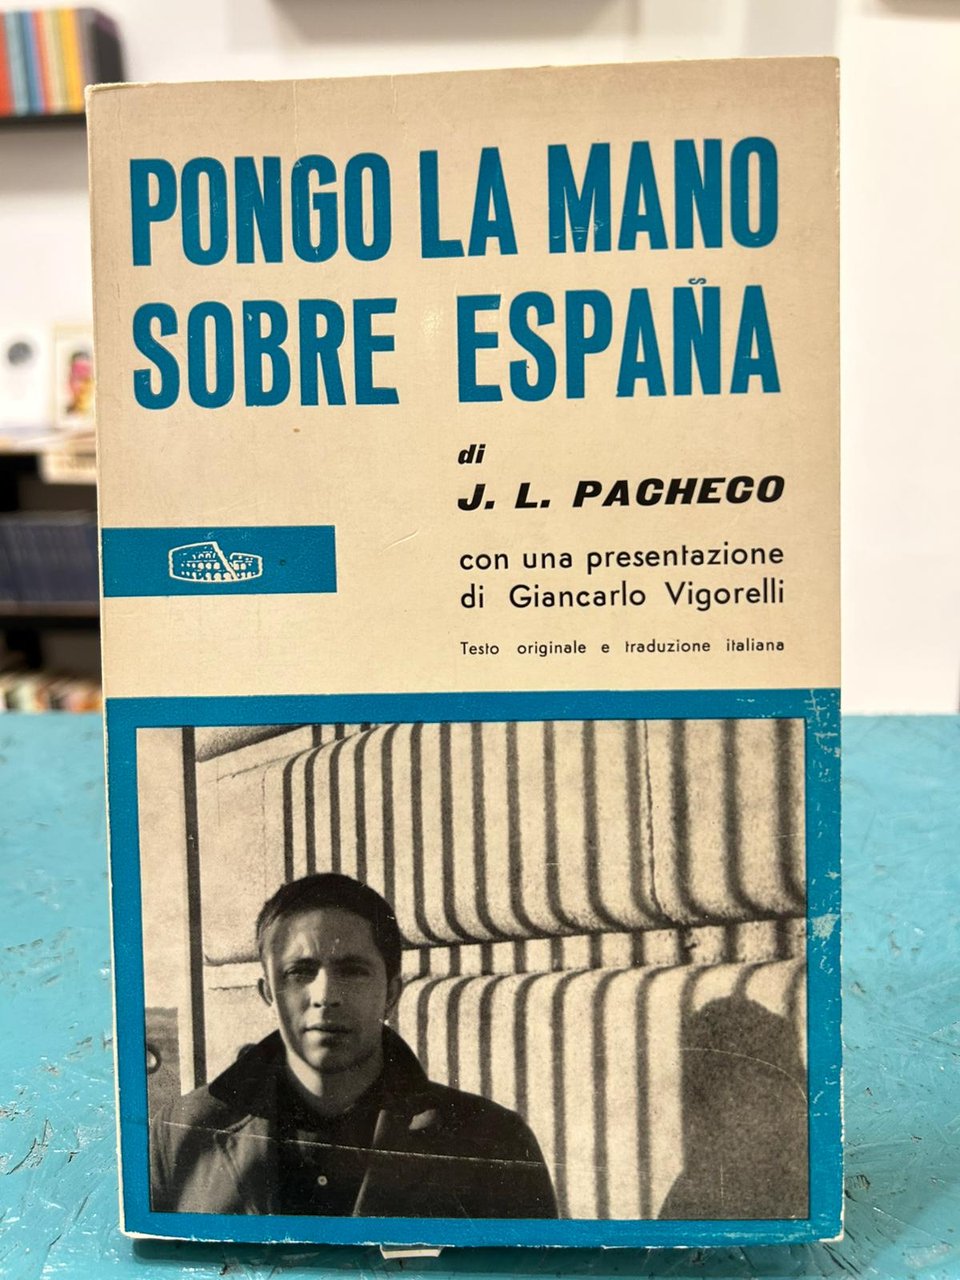 PONGO LA MANO
SOBRE ESPAÑA
di
J. L. PACHECO
con una presentazione
di Giancarlo Vigorelli
Testo originale e traduzione italiana